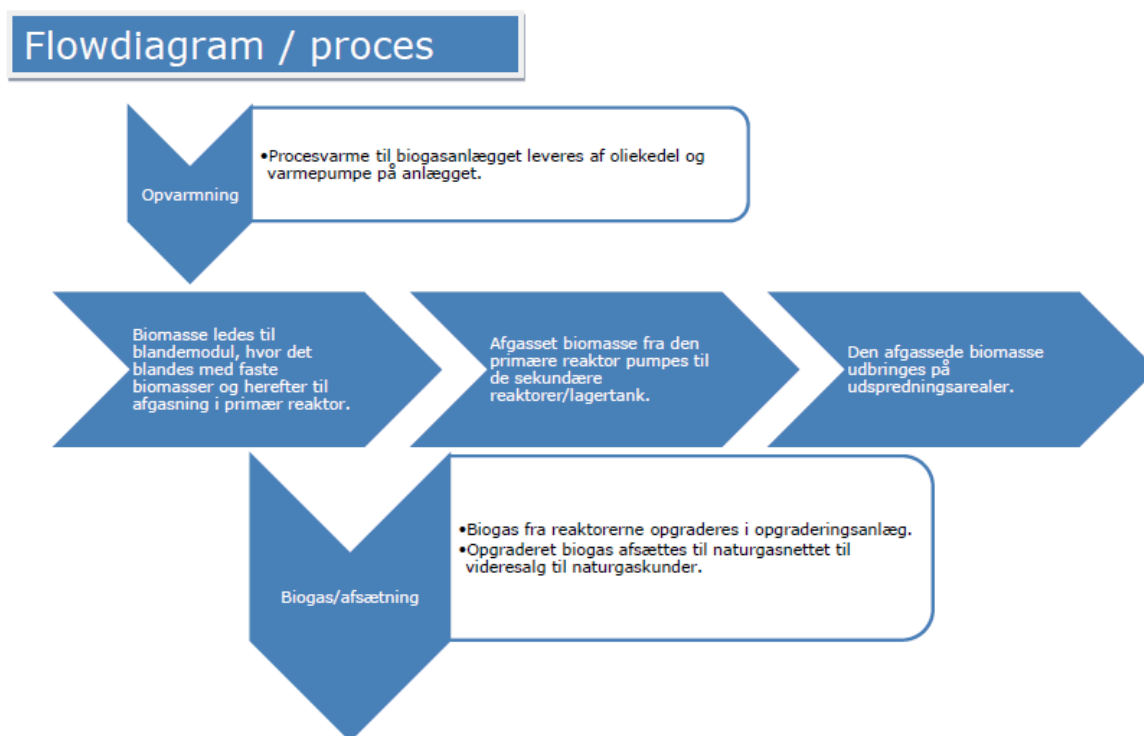 Flowdiagram / proces
Opvarmning
•Procesvarme til biogasanlægget leveres af oliekedel og
varmepumpe på anlægget.
Biomasse ledes til
blandemodul, hvor det
blandes med faste
biomasser og herefter til
afgasning i primær reaktor.
Afgasset biomasse fra den
primære reaktor pumpes til
de sekundære
reaktorer/lagertank.
Den afgassede biomasse
udbringes på
udspredningsarealer.
Biogas/afsætning
•Biogas fra reaktorerne opgraderes i opgraderingsanlæg.
•Opgraderet biogas afsættes til naturgasnettet til
videresalg til naturgaskunder.